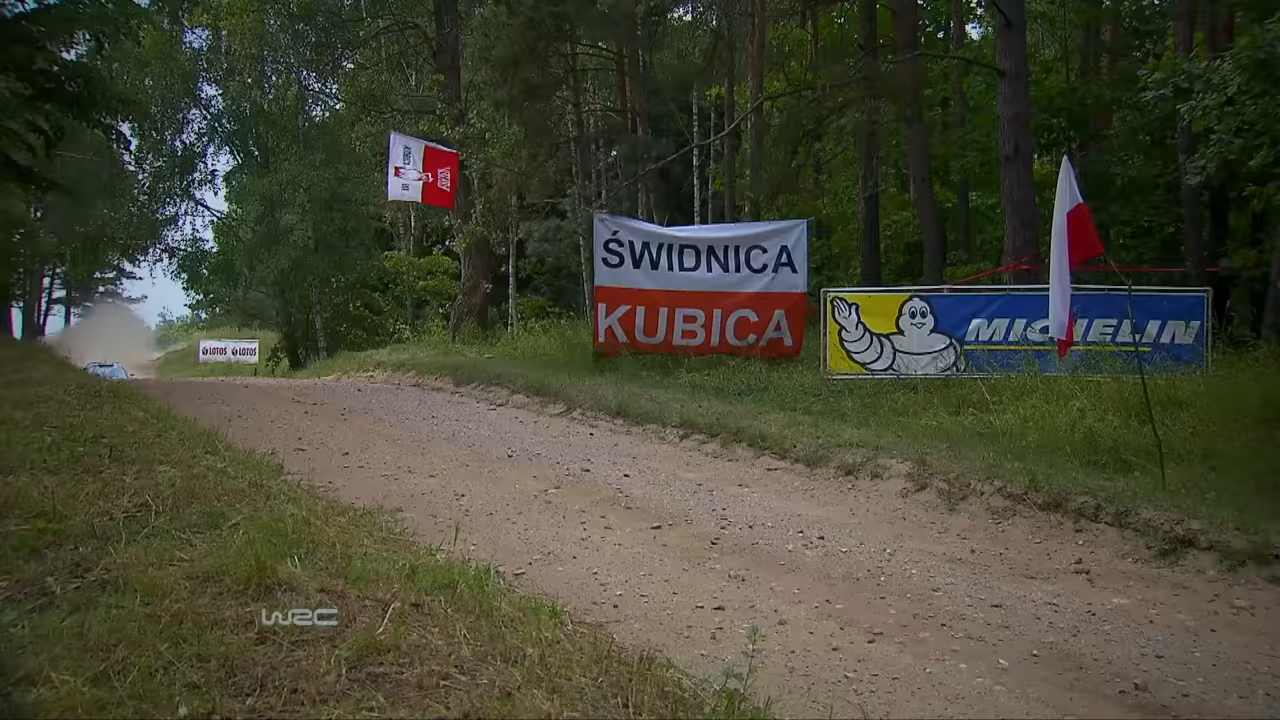 ŚWIDNICA
KUBICA
MICHELIN
LOTOS LOTOS
WRC